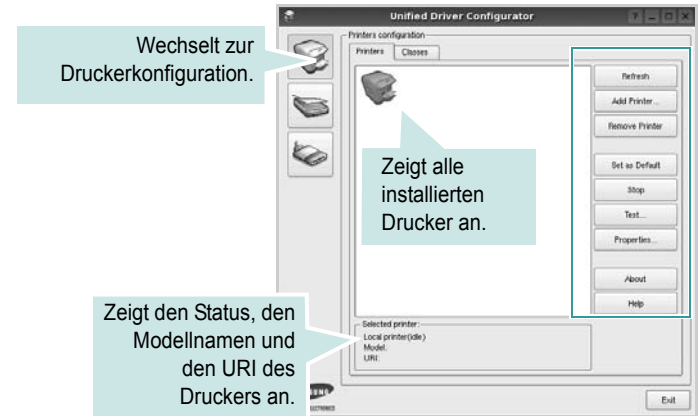 Unified Driver Configurator
Wechselt zur
Druckerkonfiguration.
Printers configuration
Printers Classes
Refresh
Add Printer...
Remove Printer
Set as Default
Stop
Test...
Properties...
About
Help
Zeigt alle
installierten
Drucker an.
Zeigt den Status, den
Modellnamen und
den URI des
Druckers an.
Selected printer:
Local printer(idle)
Model:
URI:
Exit